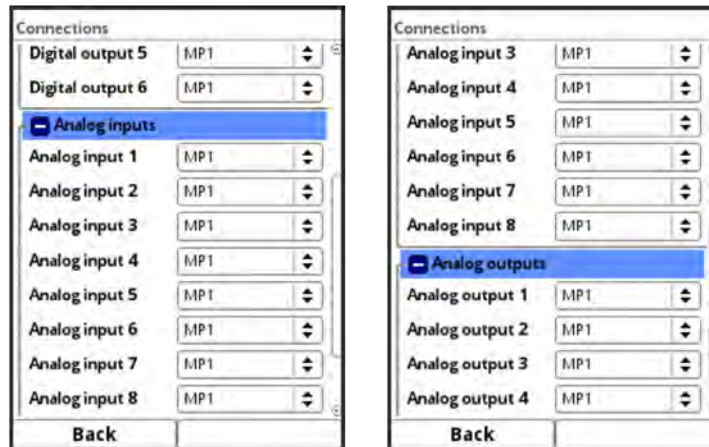 Connections
Digital output 5 MP1
Digital output 6 MP1
Analog inputs
Analog input 1 MP1
Analog input 2 MP1
Analog input 3 MP1
Analog input 4 MP1
Analog input 5 MP1
Analog input 6 MP1
Analog input 7 MP1
Analog input 8 MP1
Back
Connections
Analog input 3 MP1
Analog input 4 MP1
Analog input 5 MP1
Analog input 6 MP1
Analog input 7 MP1
Analog input 8 MP1
Analog outputs
Analog output 1 MP1
Analog output 2 MP1
Analog output 3 MP1
Analog output 4 MP1
Back